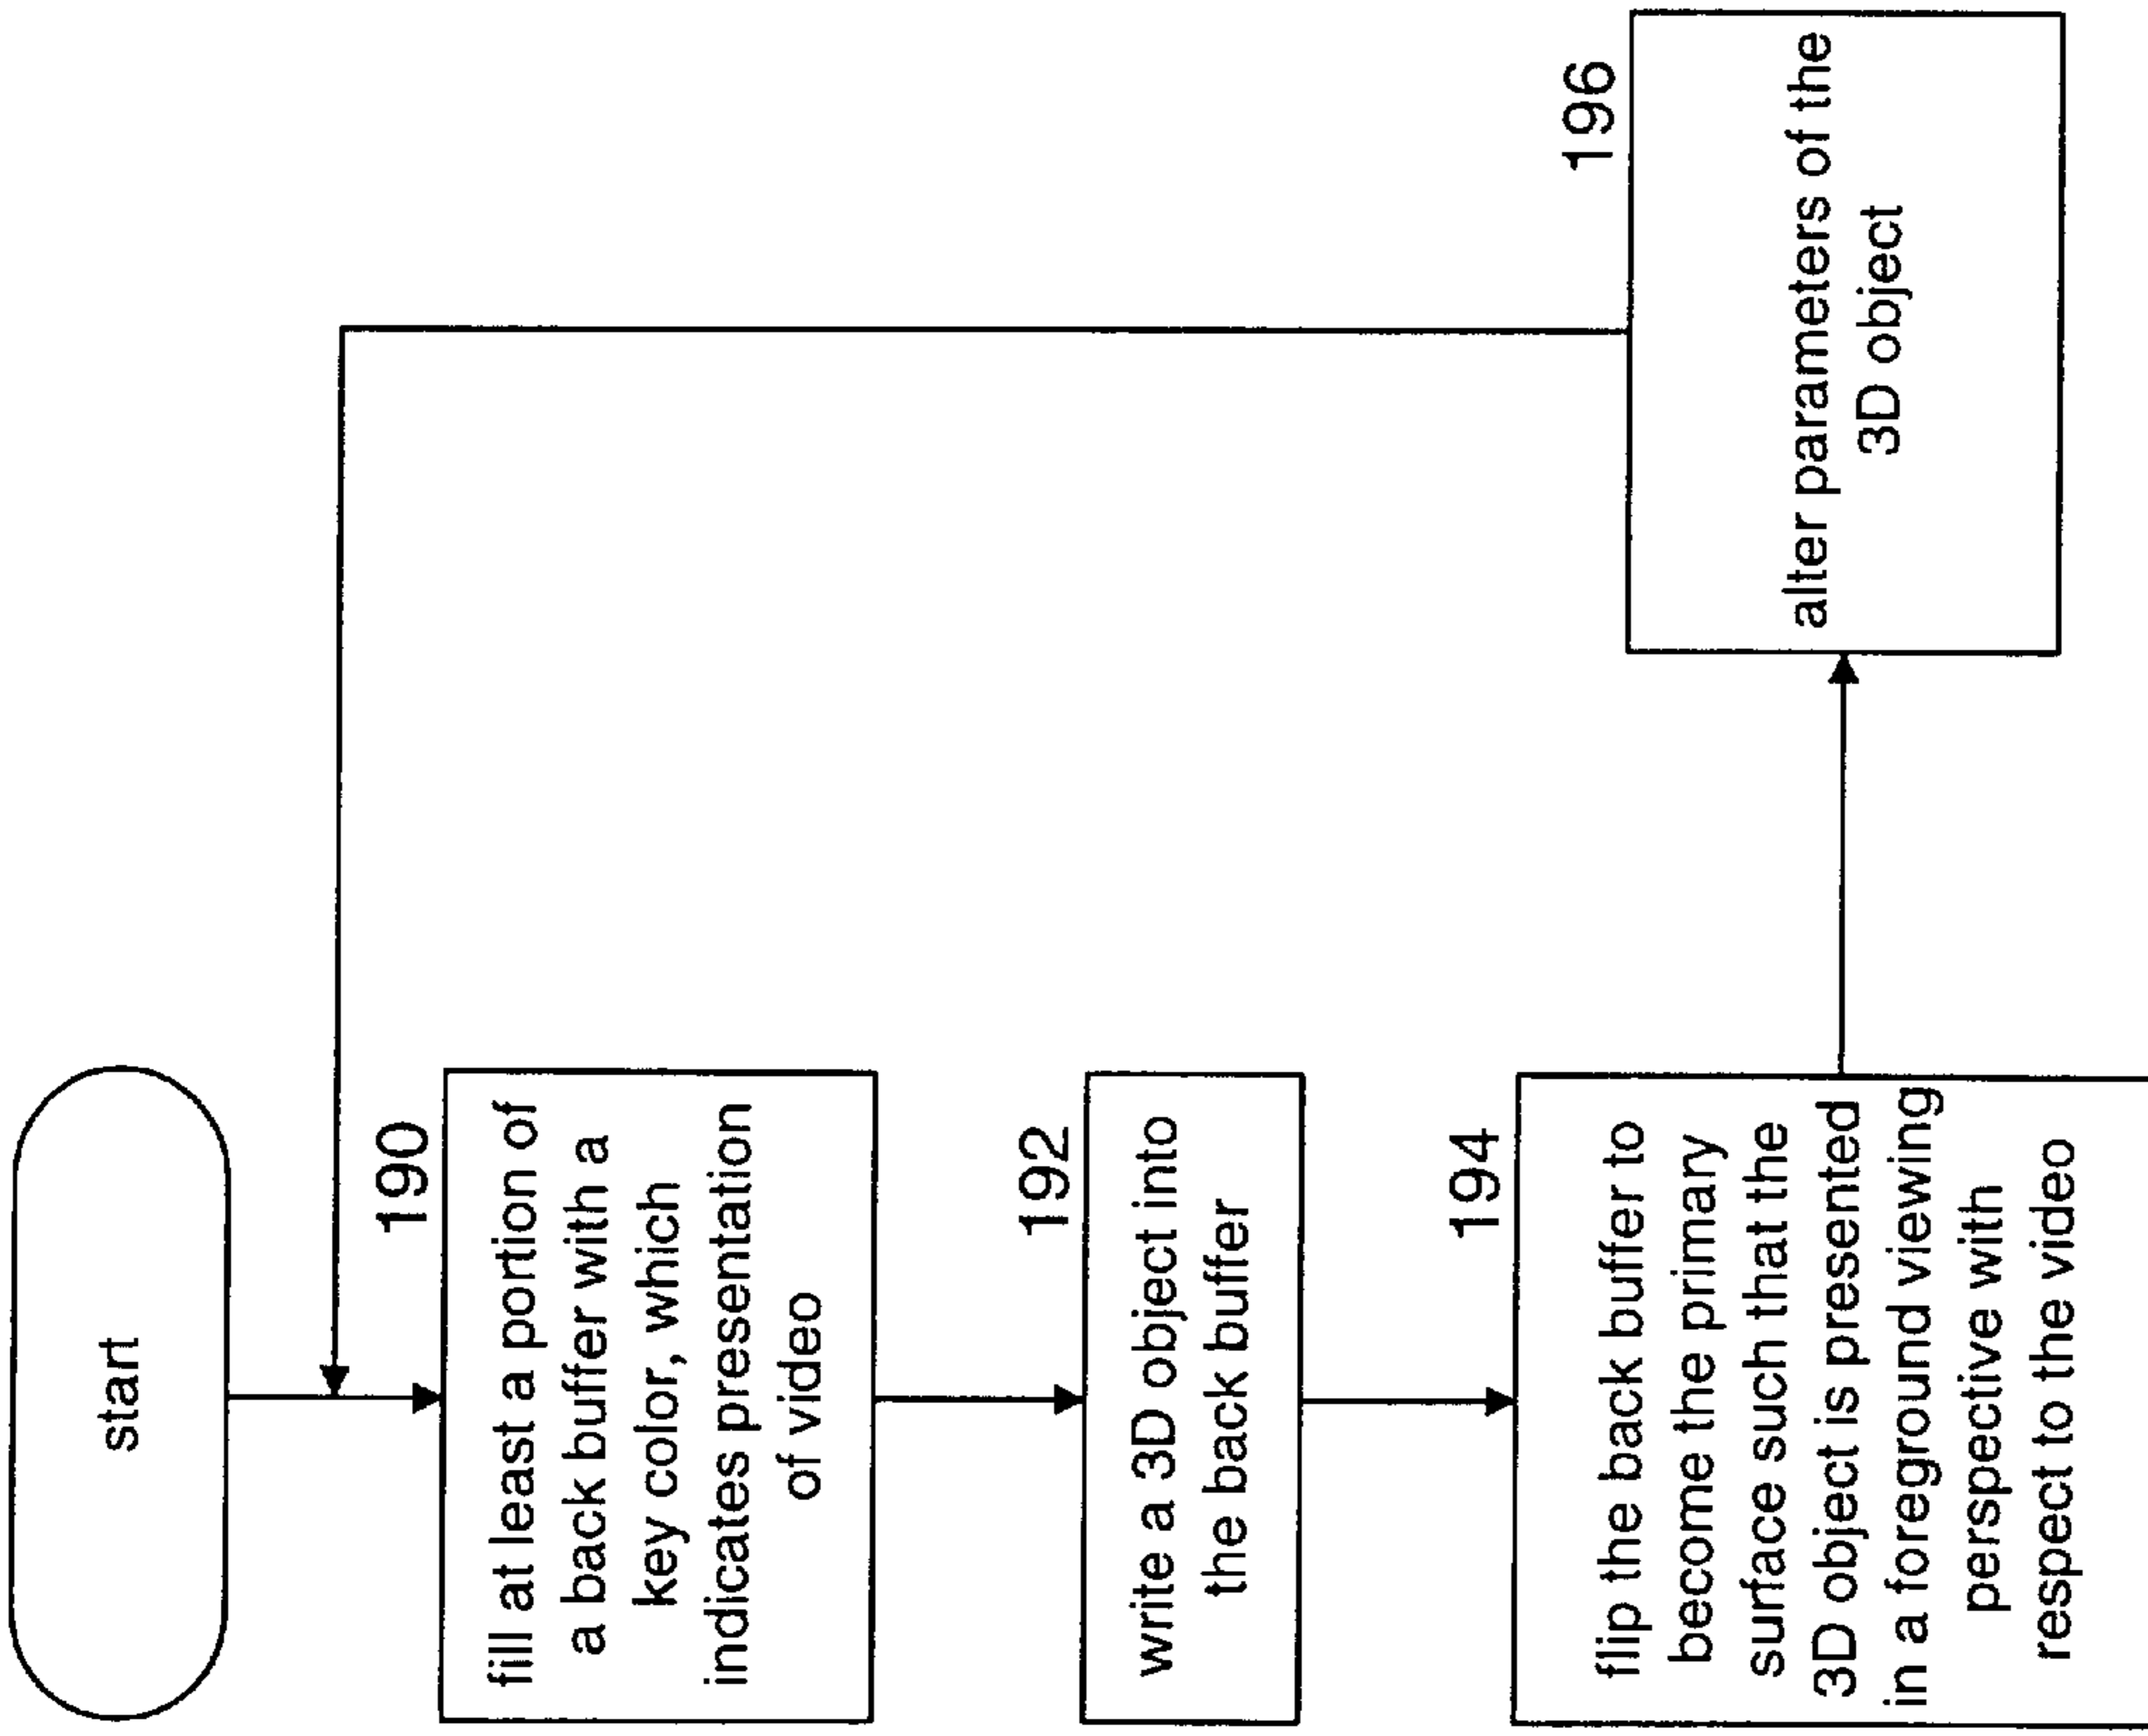 start
190
fill at least a portion of
a back buffer with a
key color, which
indicates presentation
of video
192
write a 3D object into
the back buffer
194
flip the back buffer to
become the primary
surface such that the
3D object is presented
in a foreground viewing
perspective with
respect to the video
196
alter parameters of the
3D object